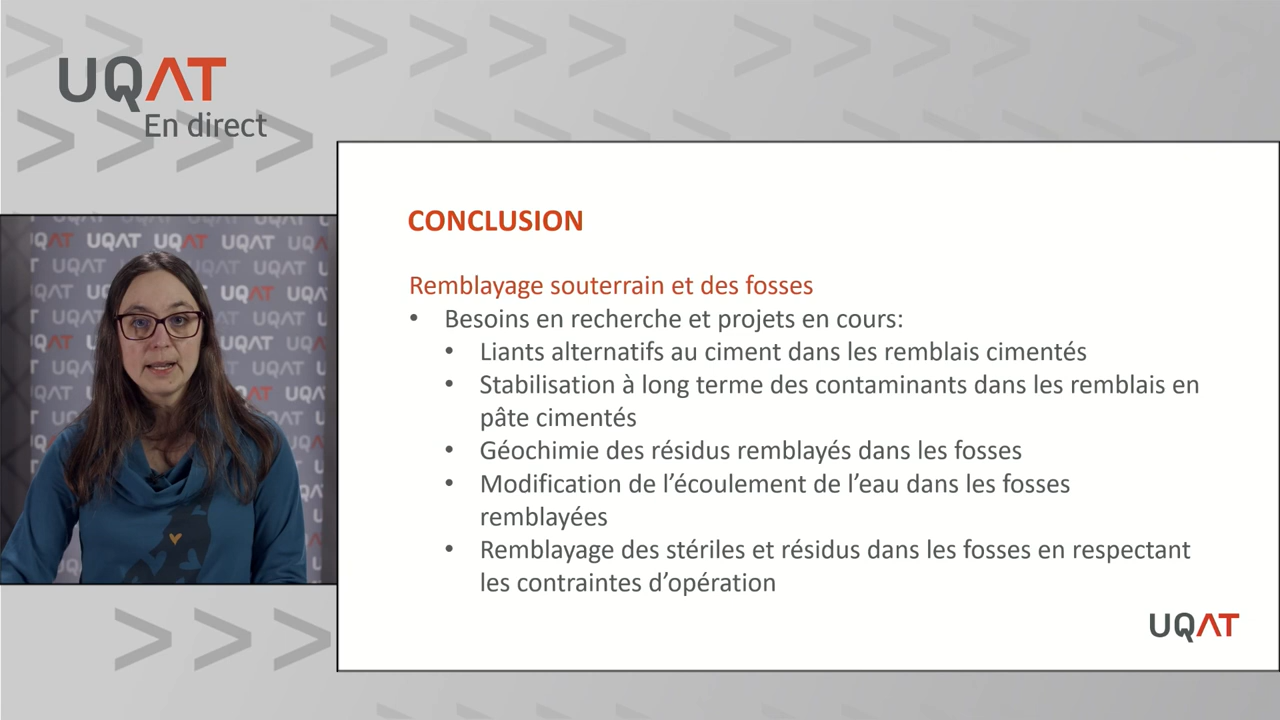 UQAT
En direct
CONCLUSION
Remblayage souterrain et des fosses
• Besoins en recherche et projets en cours:
• Liants alternatifs au ciment dans les remblais cimentés
• Stabilisation à long terme des contaminants dans les remblais en
pâte cimentés
• Géochimie des résidus remblayés dans les fosses
• Modification de l’écoulement de l’eau dans les fosses
remblayées
• Remblayage des stériles et résidus dans les fosses en respectant
les contraintes d’opération
UQAT